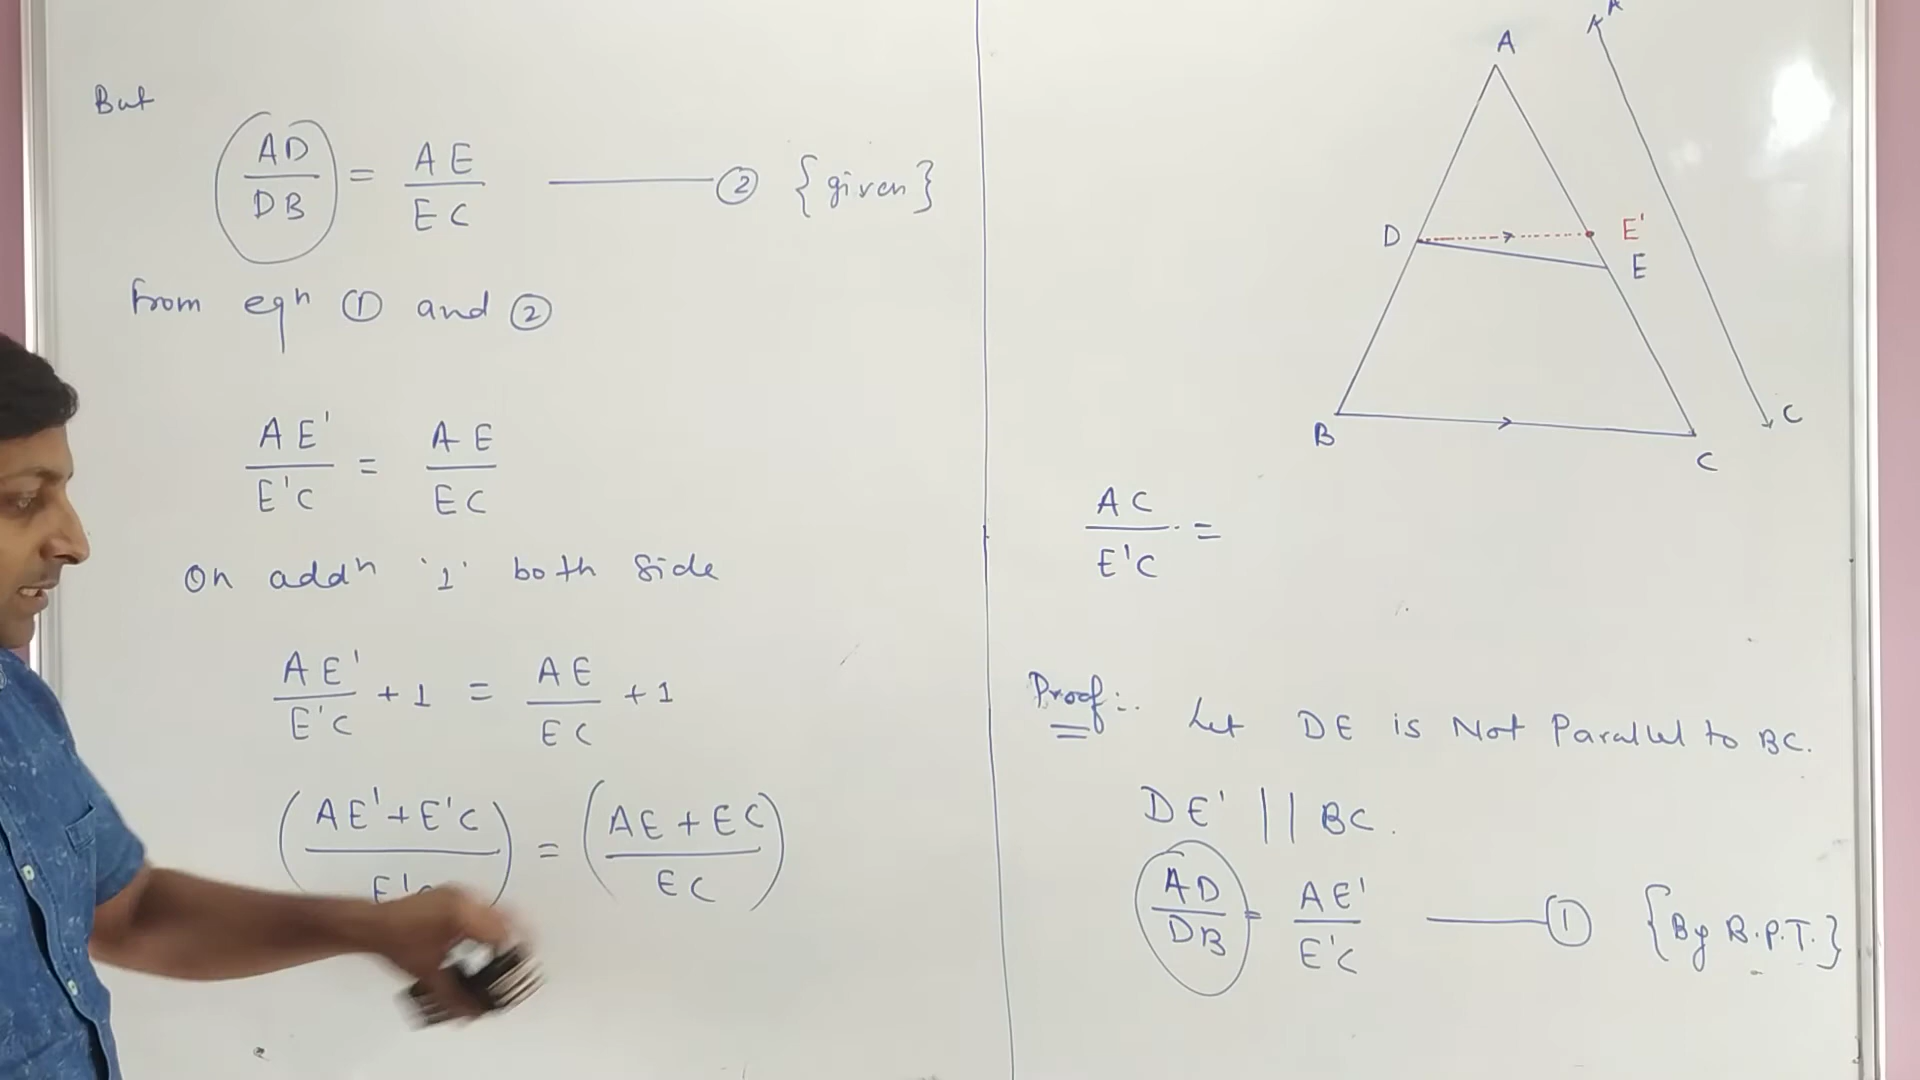 But
AD/DB = AE/EC ——— ② {given}
From eqn ① and ②
AE'/E'C = AE/EC
On addn '1' both side
AE'/E'C + 1 = AE/EC + 1
(AE'+E'C/E'C) = (AE + EC/EC)
A
A
D
E'
E
B
C
C
AC/E'C =
Proof:- Let DE is Not Parallel to BC.
DE' || BC.
AD/DB = AE'/E'C ——— ① {By B.P.T.}